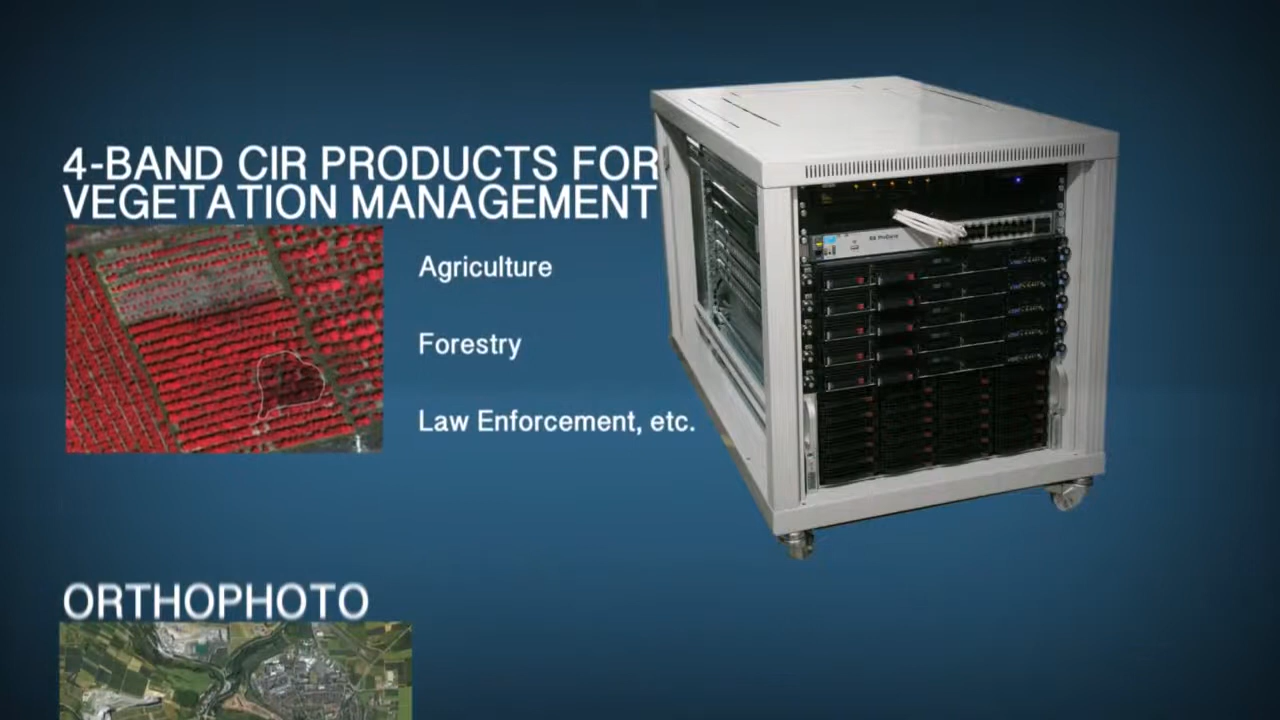 4-BAND CIR PRODUCTS FOR
VEGETATION MANAGEMENT
Agriculture
Forestry
Law Enforcement, etc.
ORTHOPHOTO